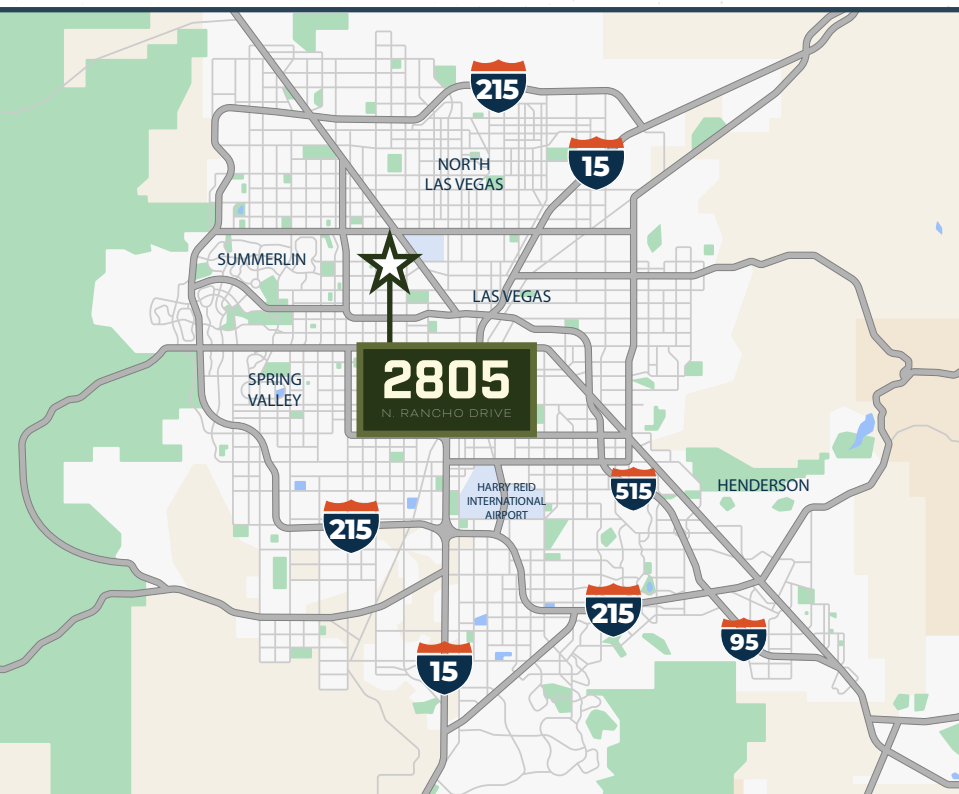 215
15
NORTH
LAS VEGAS
SUMMERLIN
LAS VEGAS
2805
N. RANCHO DRIVE
SPRING
VALLEY
HARRY REID
INTERNATIONAL
AIRPORT
515
HENDERSON
215
215
95
15